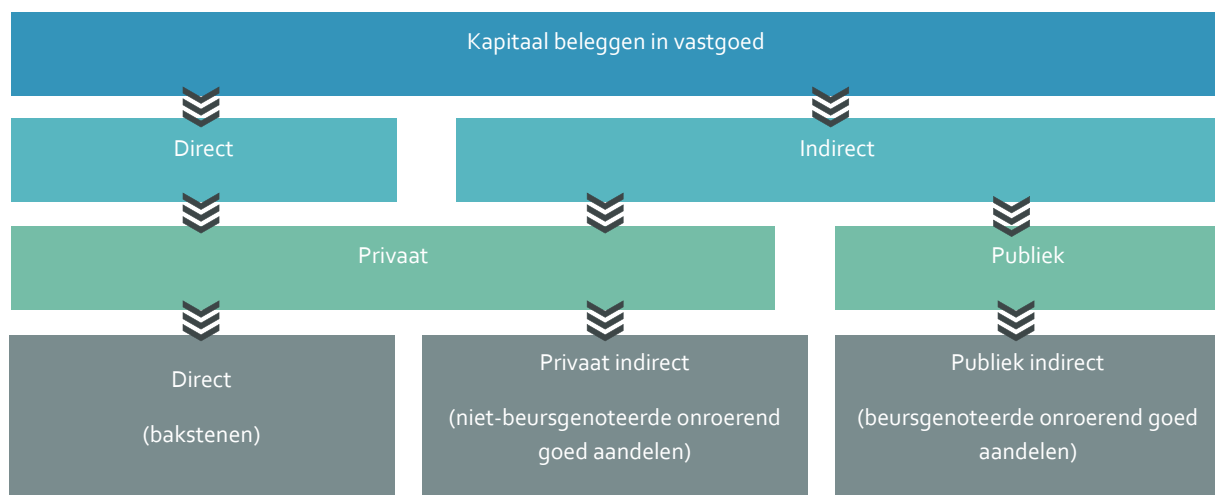 Kapitaal beleggen in vastgoed
Direct
Indirect
Privaat
Publiek
Direct
(bakstenen)
Privaat indirect
(niet-beursgenoteerde onroerend
goed aandelen)
Publiek indirect
(beursgenoteerde onroerend goed
aandelen)